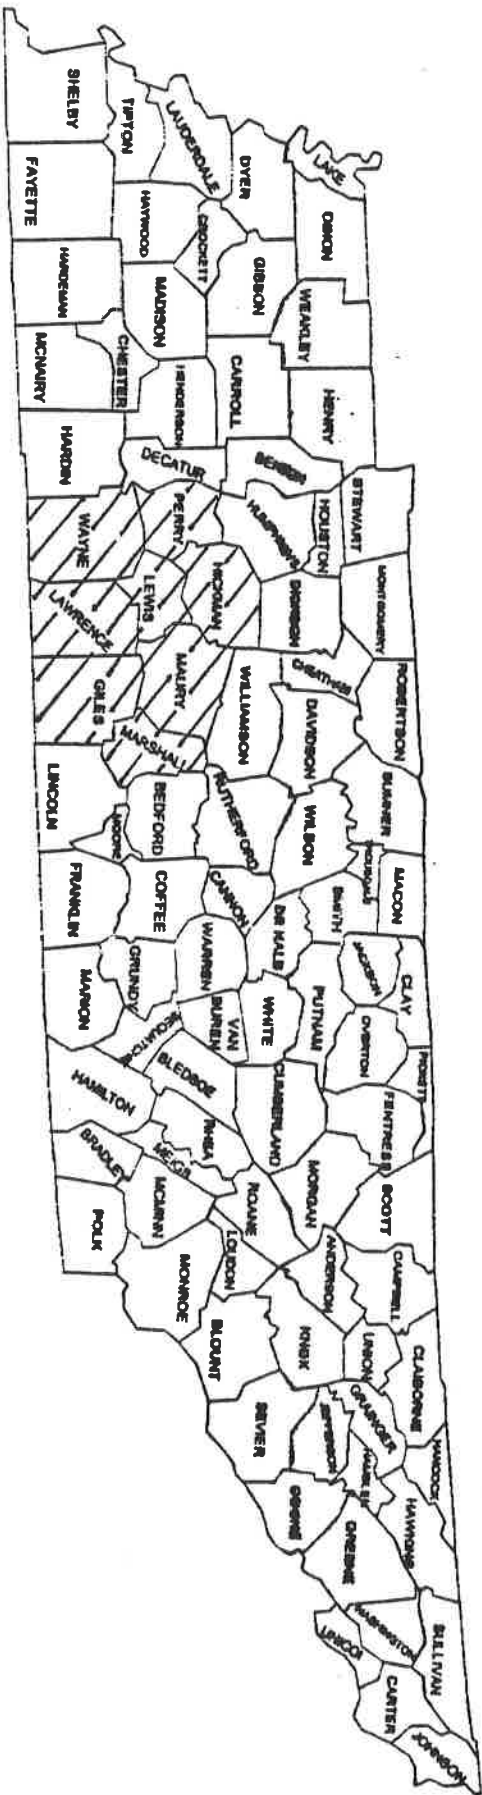 SHELBY
TIPTON
LAUDERDALE
DYER
LAKE
OBION
FAYETTE
HAYWOOD
CROCKETT
GIBSON
WEAKLEY
HARDEMAN
MADISON
MCNAIRY
CHESTER
HENDERSON
CARROLL
HENRY
HARDIN
DECATUR
BENTON
STEWART
WAYNE
PERRY
HUMPHREYS
HOUSTON
LEWIS
HICKMAN
DICKSON
MONTGOMERY
LAWRENCE
MAURY
WILLIAMSON
CHEATHAM
ROBERTSON
GILES
MARSHALL
DAVIDSON
SUMNER
LINCOLN
BEDFORD
RUTHERFORD
WILSON
TROUSDALE
MACON
MOORE
COFFEE
CANNON
DE KALB
SMITH
FRANKLIN
GRUNDY
WARREN
WHITE
PUTNAM
JACKSON
CLAY
MARION
SEQUATCHIE
VAN
BUREN
OVERTON
PICKETT
HAMILTON
BLEDSOE
CUMBERLAND
FENTRESS
BRADLEY
MEIGS
RHEA
MORGAN
SCOTT
POLK
MCMINN
ROANE
ANDERSON
CAMPBELL
MONROE
LOUDON
KNOX
UNION
CLAIBORNE
BLOUNT
SEVIER
JEFFERSON
GRAINGER
HANCOCK
COCKE
HAMBLEN
HAWKINS
GREENE
UNICOI
WASHINGTON
SULLIVAN
CARTER
JOHNSON